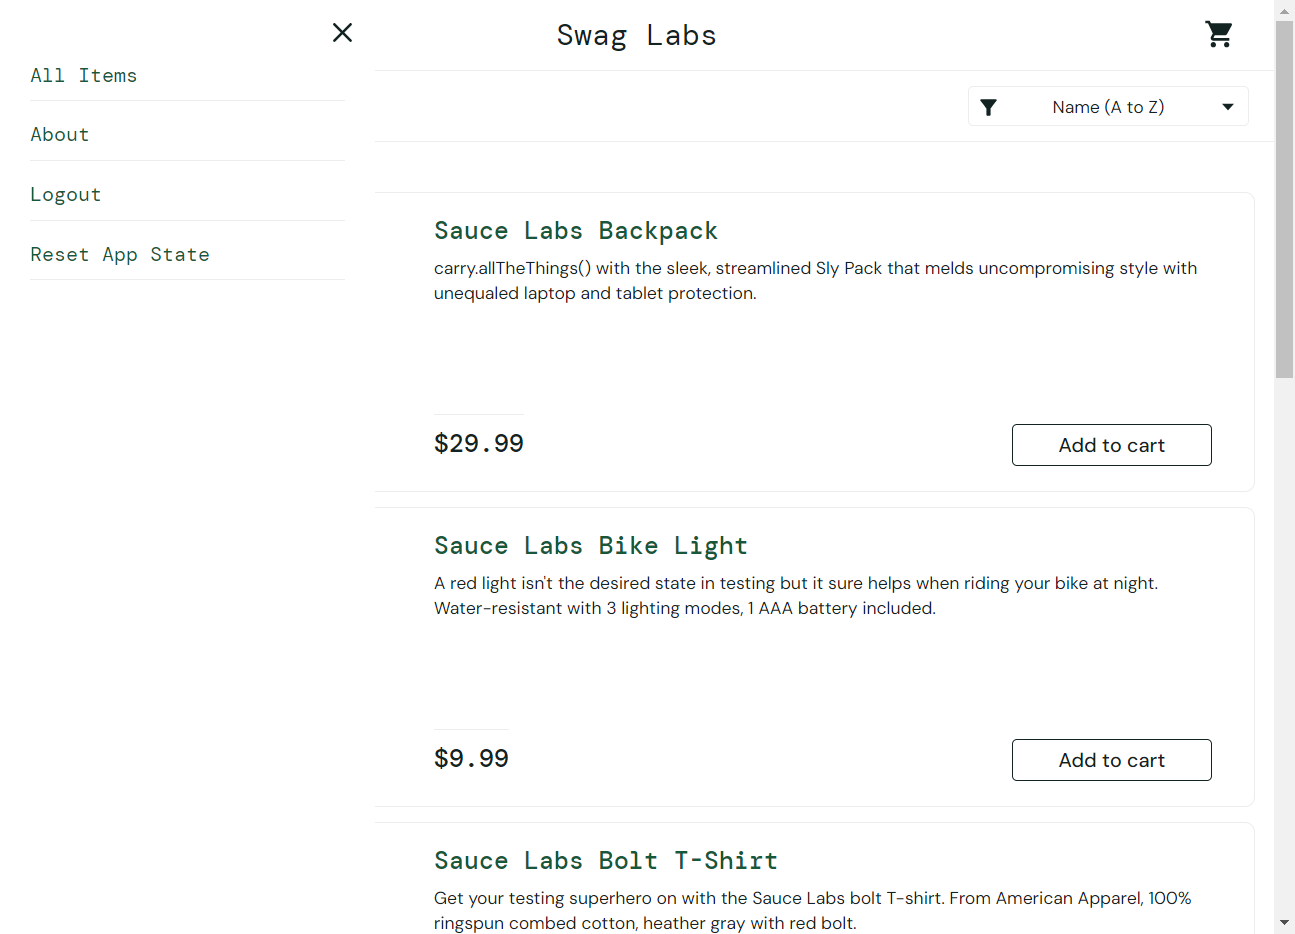 Swag Labs
All Items
About
Logout
Reset App State
Name (A to Z)
Sauce Labs Backpack
carry.allTheThings() with the sleek, streamlined Sly Pack that melds uncompromising style with
unequaled laptop and tablet protection.
$29.99
Add to cart
Sauce Labs Bike Light
A red light isn't the desired state in testing but it sure helps when riding your bike at night.
Water-resistant with 3 lighting modes, 1 AAA battery included.
$9.99
Add to cart
Sauce Labs Bolt T-Shirt
Get your testing superhero on with the Sauce Labs bolt T-shirt. From American Apparel, 100%
ringspun combed cotton, heather gray with red bolt.